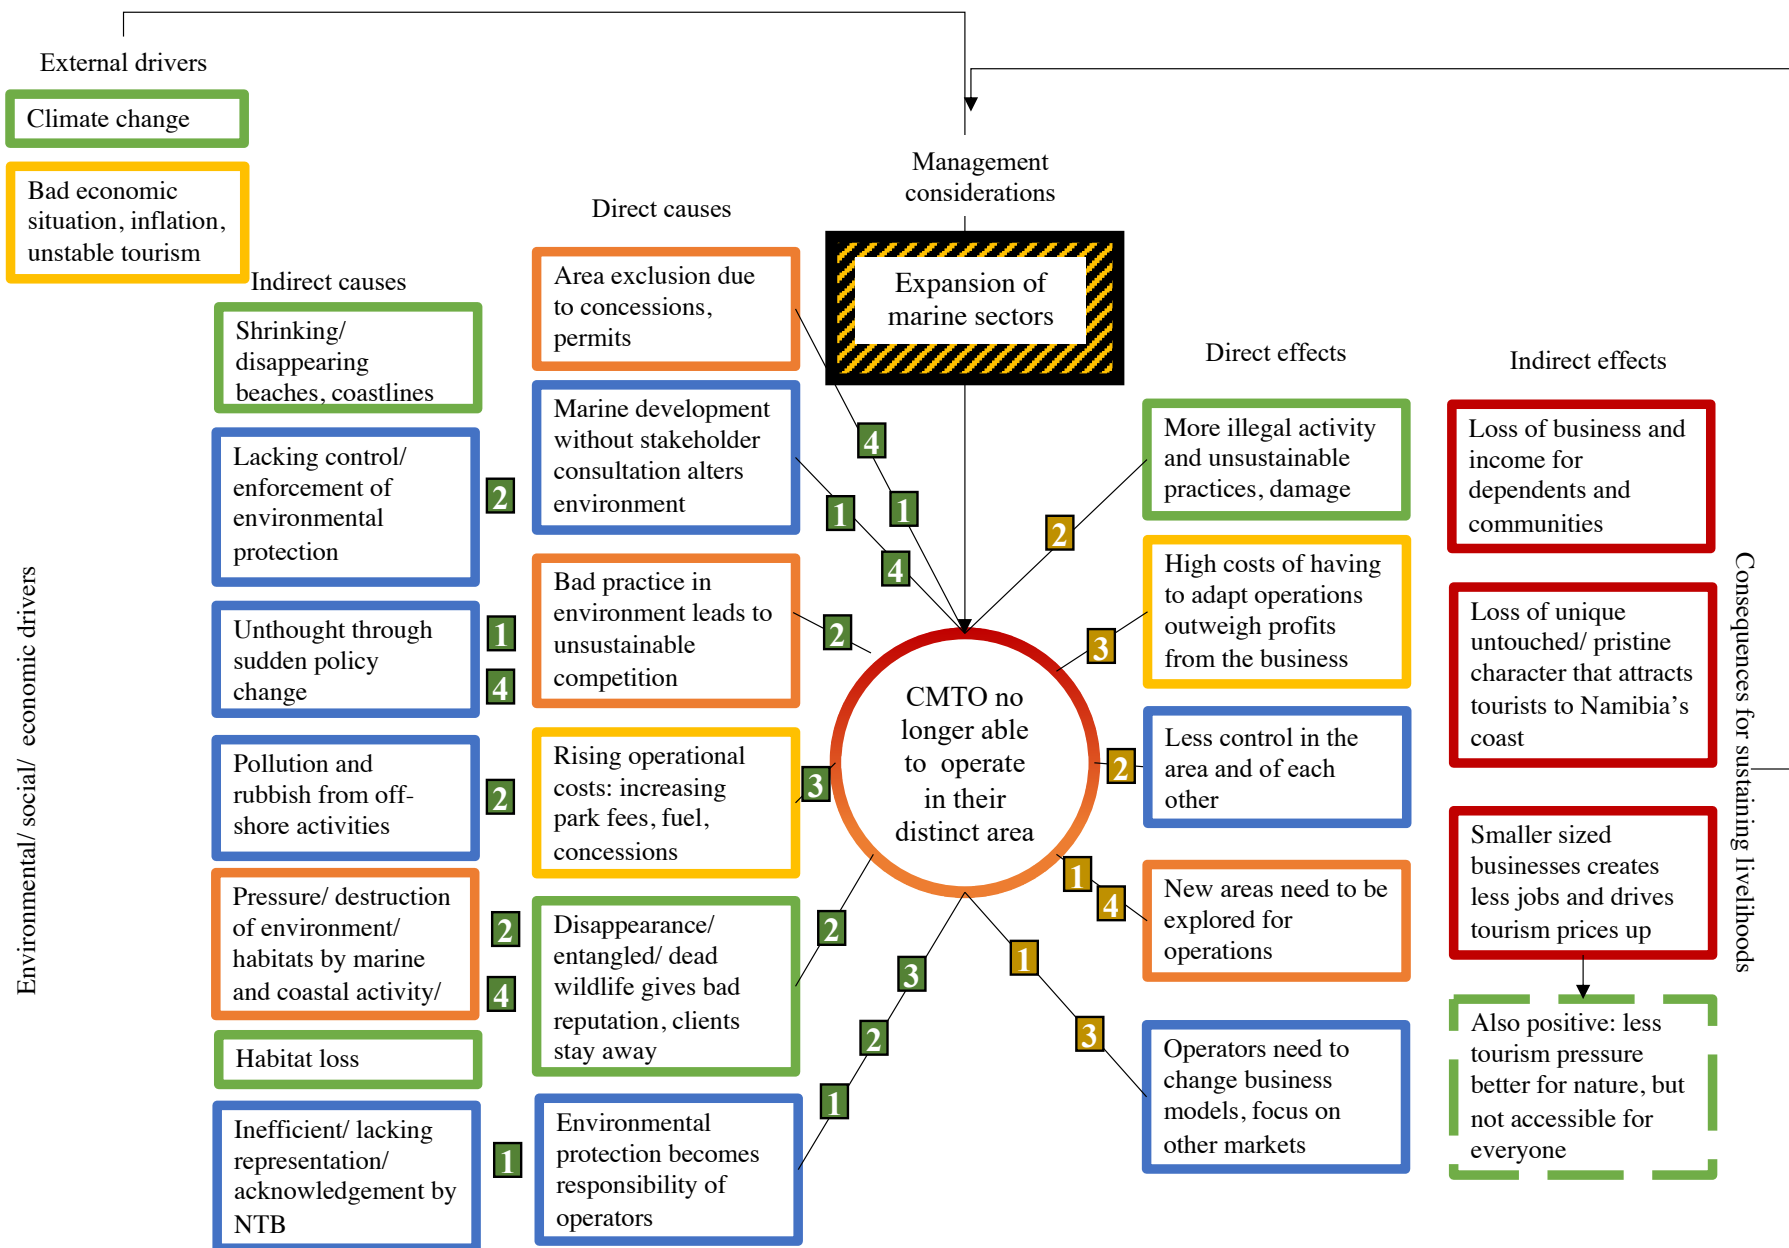 External drivers
Climate change
Bad economic
situation, inflation,
unstable tourism
Environmental/ social/ economic drivers
Indirect causes
Shrinking/
disappearing
beaches, coastlines
Lacking control/
enforcement of
environmental
protection
2
Unthought through
sudden policy
change
1
4
Pollution and
rubbish from off-
shore activities
2
Pressure/ destruction
of environment/
habitats by marine
and coastal activity/
2
4
Habitat loss
Inefficient/ lacking
representation/
acknowledgement by
NTB
1
Direct causes
Area exclusion due
to concessions,
permits
4
1
Marine development
without stakeholder
consultation alters
environment
1
4
Bad practice in
environment leads to
unsustainable
competition
2
Rising operational
costs: increasing
park fees, fuel,
concessions
3
Disappearance/
entangled/ dead
wildlife gives bad
reputation, clients
stay away
2
Environmental
protection becomes
responsibility of
operators
1
2
3
Management
considerations
Expansion of
marine sectors
CMTO no
longer able
to operate
in their
distinct area
Direct effects
2
More illegal activity
and unsustainable
practices, damage
3
High costs of having
to adapt operations
outweigh profits
from the business
2
Less control in the
area and of each
other
1
4
New areas need to be
explored for
operations
1
3
Operators need to
change business
models, focus on
other markets
Indirect effects
Loss of business and
income for
dependents and
communities
Loss of unique
untouched/ pristine
character that attracts
tourists to Namibia's
coast
Smaller sized
businesses creates
less jobs and drives
tourism prices up
Also positive: less
tourism pressure
better for nature, but
not accessible for
everyone
Consequences for sustaining livelihoods